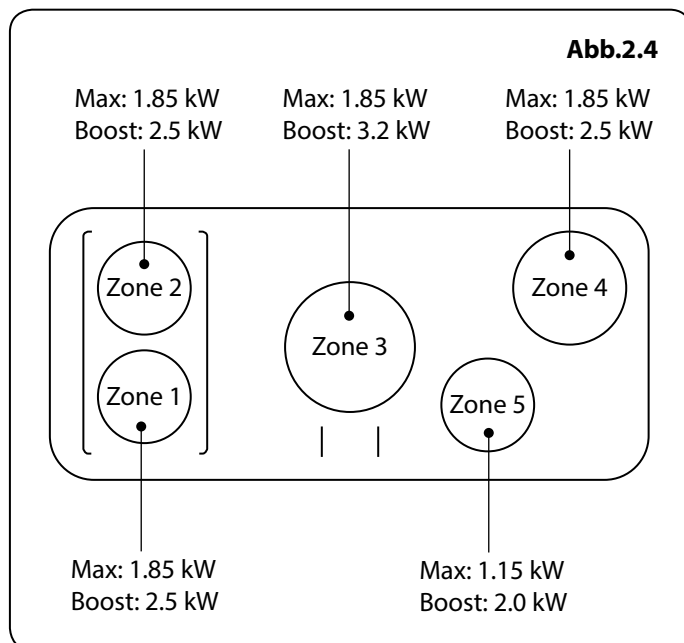 Abb.2.4
Max: 1.85 kW
Boost: 2.5 kW
Max: 1.85 kW
Boost: 3.2 kW
Max: 1.85 kW
Boost: 2.5 kW
Zone 2
Zone 4
Zone 3
Zone 1
Zone 5
Max: 1.85 kW
Boost: 2.5 kW
Max: 1.15 kW
Boost: 2.0 kW